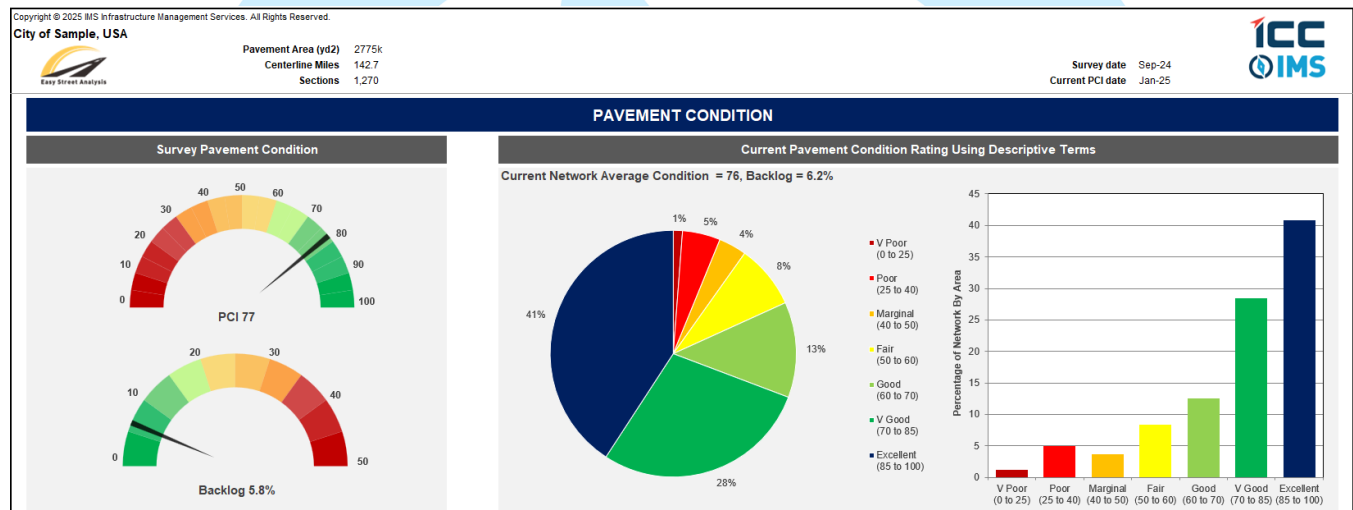 Copyright © 2025 IMS Infrastructure Management Services. All Rights Reserved.
City of Sample, USA
Easy Street Analysis
Pavement Area (yd2) 2775k
Centerline Miles 142.7
Sections 1,270
Survey date Sep-24
Current PCI date Jan-25
ICC
IMS
PAVEMENT CONDITION
Survey Pavement Condition
0
10
20
30
40
50
60
70
80
90
100
PCI 77
0
10
20
30
40
50
Backlog 5.8%
Current Pavement Condition Rating Using Descriptive Terms
Current Network Average Condition = 76, Backlog = 6.2%
1%
5%
4%
8%
13%
28%
41%
V Poor
(0 to 25)
Poor
(25 to 40)
Marginal
(40 to 50)
Fair
(50 to 60)
Good
(60 to 70)
V Good
(70 to 85)
Excellent
(85 to 100)
Percentage of Network By Area
45
40
35
30
25
20
15
10
5
0
V Poor Poor Marginal Fair Good V Good Excellent
(0 to 25) (25 to 40) (40 to 50) (50 to 60) (60 to 70) (70 to 85) (85 to 100)